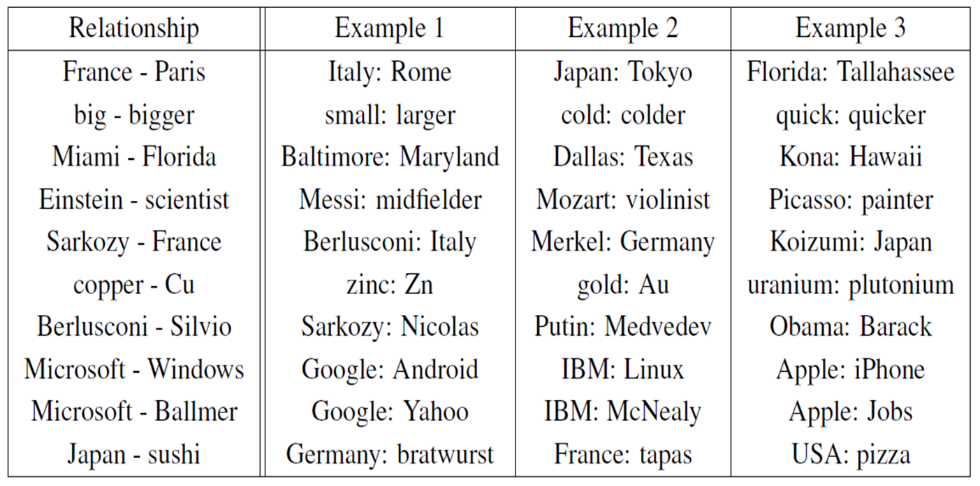 Relationship Example 1 Example 2 Example 3
France - Paris Italy: Rome Japan: Tokyo Florida: Tallahassee
big - bigger small: larger cold: colder quick: quicker
Miami - Florida Baltimore: Maryland Dallas: Texas Kona: Hawaii
Einstein - scientist Messi: midfielder Mozart: violinist Picasso: painter
Sarkozy - France Berlusconi: Italy Merkel: Germany Koizumi: Japan
copper - Cu zinc: Zn gold: Au uranium: plutonium
Berlusconi - Silvio Sarkozy: Nicolas Putin: Medvedev Obama: Barack
Microsoft - Windows Google: Android IBM: Linux Apple: iPhone
Microsoft - Ballmer Google: Yahoo IBM: McNealy Apple: Jobs
Japan - sushi Germany: bratwurst France: tapas USA: pizza